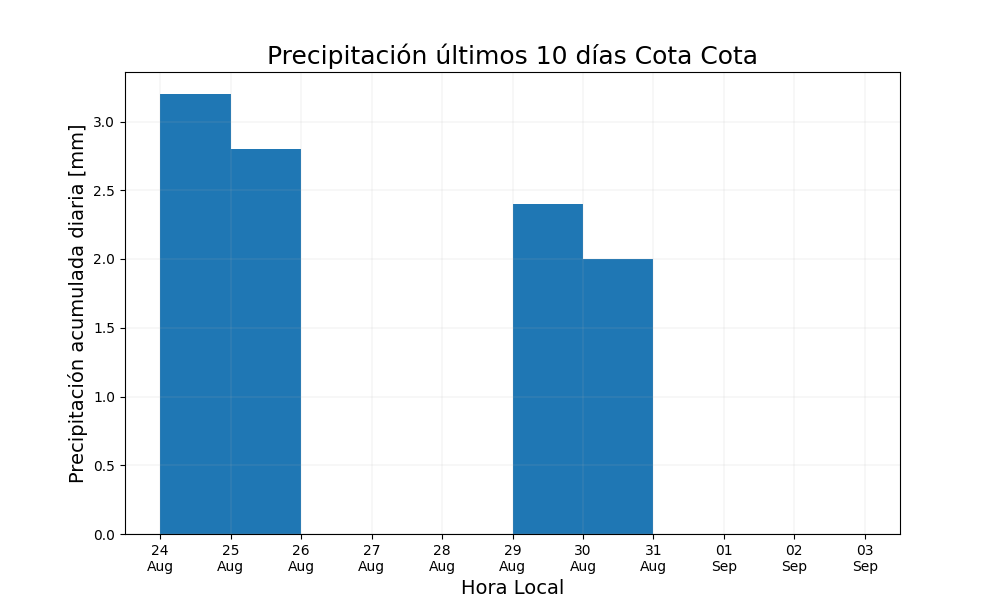 Precipitación últimos 10 días Cota Cota
Precipitación acumulada diaria [mm]
3.0
2.5
2.0
1.5
1.0
0.5
0.0
24 25 26 27 28 29 30 31 01 02 03
Aug Aug Aug Aug Aug Aug Aug Aug Sep Sep Sep
Hora Local